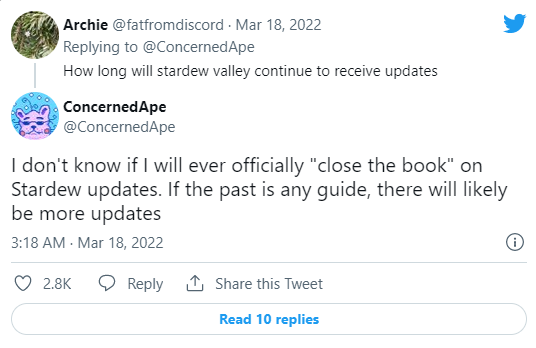 Archie @fatfromdiscord · Mar 18, 2022
Replying to @ConcernedApe
How long will stardew valley continue to receive updates
ConcernedApe
@ConcernedApe
I don't know if I will ever officially "close the book" on
Stardew updates. If the past is any guide, there will likely
be more updates
3:18 AM · Mar 18, 2022
2.8K Reply Share this Tweet
Read 10 replies